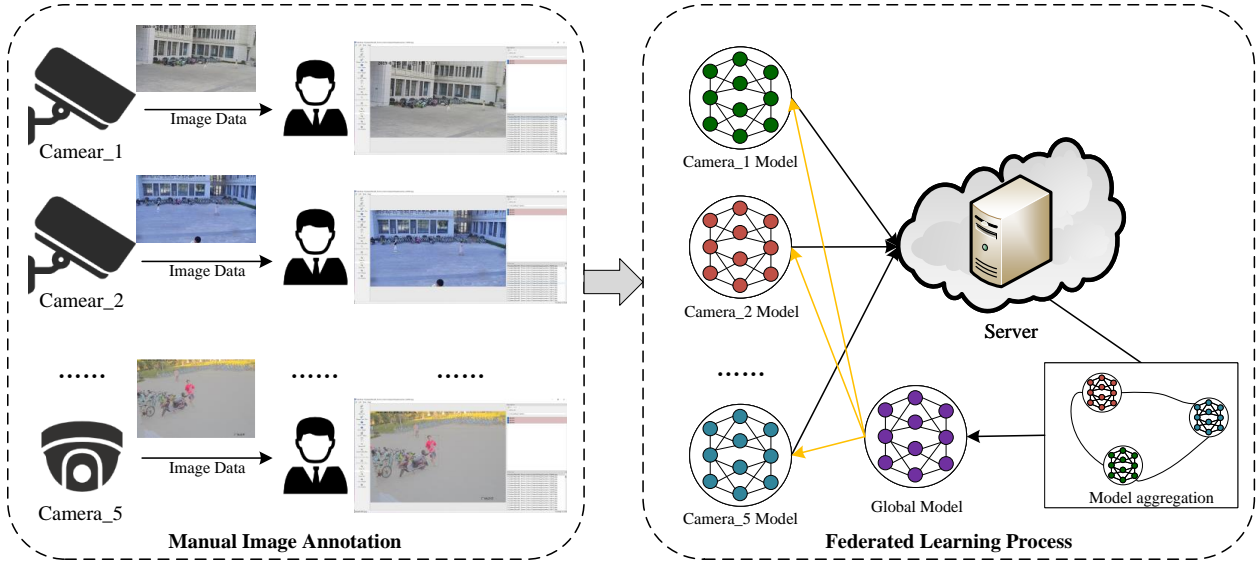 Image Data
Camear_1
Image Data
Camear_2
......
......
......
Image Data
Camera_5
Manual Image Annotation
Camera_1 Model
Camera_2 Model
Server
......
Camera_5 Model
Global Model
Model aggregation
Federated Learning Process